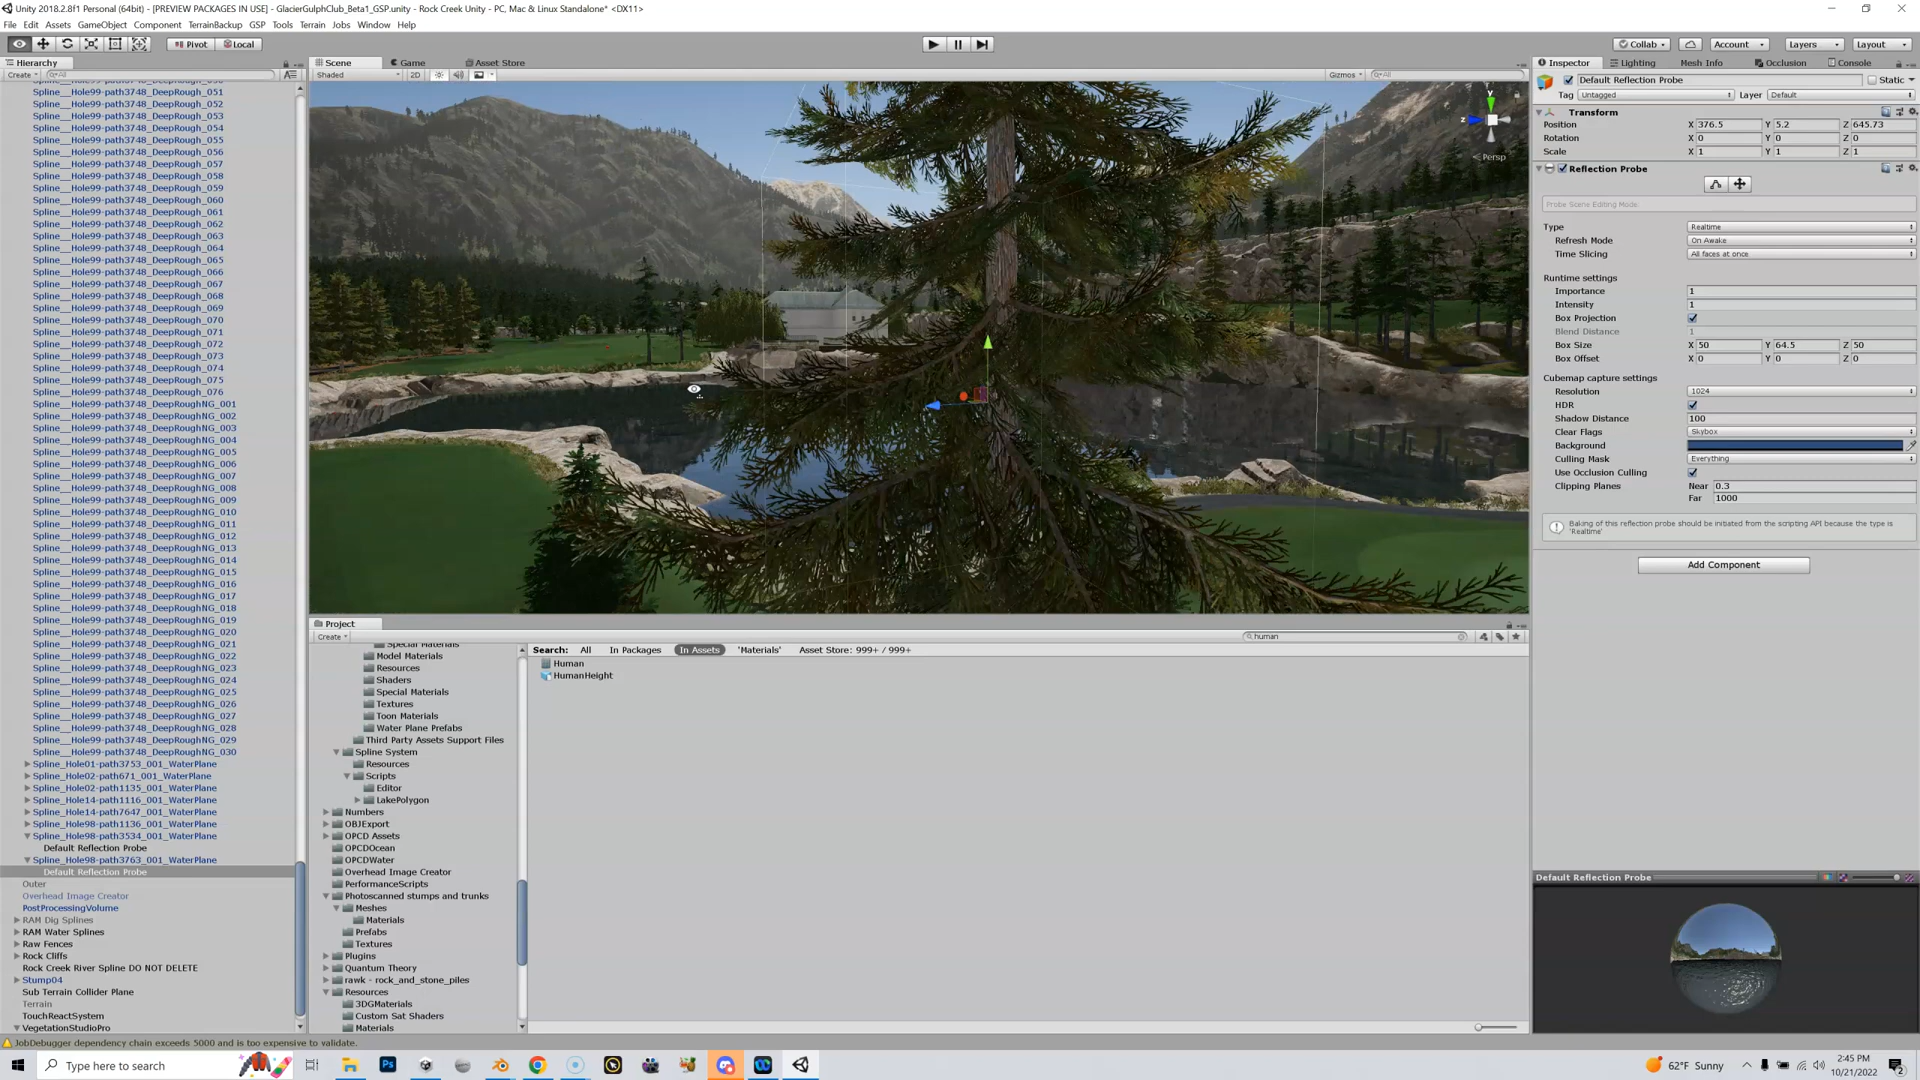 Unity 2018.2.8f1 Personal (64bit) - [PREVIEW PACKAGES IN USE] - GlacierGulphClub_Beta1_GSP.unity - Rock Creek Unity - PC, Mac & Linux Standalone* <DX11>
File Edit Assets GameObject Component TerrainBackup GSP Tools Terrain Jobs Window Help
Pivot Local Collab Account Layers Layout
Hierarchy Scene Game Asset Store Inspector Lighting Mesh Info Occlusion Console
Create All Shaded 2D Gizmos All
Spline__Hole99-path3748_DeepRough_051
Spline__Hole99-path3748_DeepRough_052
Spline__Hole99-path3748_DeepRough_053
Spline__Hole99-path3748_DeepRough_054
Spline__Hole99-path3748_DeepRough_055
Spline__Hole99-path3748_DeepRough_056
Spline__Hole99-path3748_DeepRough_057
Spline__Hole99-path3748_DeepRough_058
Spline__Hole99-path3748_DeepRough_059
Spline__Hole99-path3748_DeepRough_060
Spline__Hole99-path3748_DeepRough_061
Spline__Hole99-path3748_DeepRough_062
Spline__Hole99-path3748_DeepRough_063
Spline__Hole99-path3748_DeepRough_064
Spline__Hole99-path3748_DeepRough_065
Spline__Hole99-path3748_DeepRough_066
Spline__Hole99-path3748_DeepRough_067
Spline__Hole99-path3748_DeepRough_068
Spline__Hole99-path3748_DeepRough_069
Spline__Hole99-path3748_DeepRough_070
Spline__Hole99-path3748_DeepRough_071
Spline__Hole99-path3748_DeepRough_072
Spline__Hole99-path3748_DeepRough_073
Spline__Hole99-path3748_DeepRough_074
Spline__Hole99-path3748_DeepRough_075
Spline__Hole99-path3748_DeepRough_076
Spline__Hole99-path3748_DeepRoughNG_001
Spline__Hole99-path3748_DeepRoughNG_002
Spline__Hole99-path3748_DeepRoughNG_003
Spline__Hole99-path3748_DeepRoughNG_004
Spline__Hole99-path3748_DeepRoughNG_005
Spline__Hole99-path3748_DeepRoughNG_006
Spline__Hole99-path3748_DeepRoughNG_007
Spline__Hole99-path3748_DeepRoughNG_008
Spline__Hole99-path3748_DeepRoughNG_009
Spline__Hole99-path3748_DeepRoughNG_010
Spline__Hole99-path3748_DeepRoughNG_011
Spline__Hole99-path3748_DeepRoughNG_012
Spline__Hole99-path3748_DeepRoughNG_013
Spline__Hole99-path3748_DeepRoughNG_014
Spline__Hole99-path3748_DeepRoughNG_015
Spline__Hole99-path3748_DeepRoughNG_016
Spline__Hole99-path3748_DeepRoughNG_017
Spline__Hole99-path3748_DeepRoughNG_018
Spline__Hole99-path3748_DeepRoughNG_019
Spline__Hole99-path3748_DeepRoughNG_020
Spline__Hole99-path3748_DeepRoughNG_021
Spline__Hole99-path3748_DeepRoughNG_022
Spline__Hole99-path3748_DeepRoughNG_023
Spline__Hole99-path3748_DeepRoughNG_024
Spline__Hole99-path3748_DeepRoughNG_025
Spline__Hole99-path3748_DeepRoughNG_026
Spline__Hole99-path3748_DeepRoughNG_027
Spline__Hole99-path3748_DeepRoughNG_028
Spline__Hole99-path3748_DeepRoughNG_029
Spline__Hole99-path3748_DeepRoughNG_030
Spline_Hole01-path3753_001_WaterPlane
Spline_Hole02-path671_001_WaterPlane
Spline_Hole02-path1135_001_WaterPlane
Spline_Hole14-path1116_001_WaterPlane
Spline_Hole14-path7647_001_WaterPlane
Spline_Hole98-path1136_001_WaterPlane
Spline_Hole98-path3534_001_WaterPlane
Default Reflection Probe
Spline_Hole98-path3763_001_WaterPlane
Default Reflection Probe
Outer
Overhead Image Creator
PostProcessingVolume
RAM Dig Splines
RAM Water Splines
Raw Fences
Rock Cliffs
Rock Creek River Spline DO NOT DELETE
Stump04
Sub Terrain Collider Plane
Terrain
TouchReactSystem
VegetationStudioPro
y
z
Persp
Project
Create human
Special Materials
Model Materials
Resources
Shaders
Special Materials
Textures
Toon Materials
Water Plane Prefabs
Third Party Assets Support Files
Spline System
Resources
Scripts
Editor
LakePolygon
Numbers
OBJExport
OPCD Assets
OPCDOcean
OPCDWater
Overhead Image Creator
PerformanceScripts
Photoscanned stumps and trunks
Meshes
Materials
Prefabs
Textures
Plugins
Quantum Theory
rawk - rock_and_stone_piles
Resources
3DGMaterials
Custom Sat Shaders
Materials
Search: All In Packages In Assets 'Materials' Asset Store: 999+ / 999+
Human
HumanHeight
Default Reflection Probe Static
Tag Untagged Layer Default
Transform
Position X 376.5 Y 5.2 Z 645.73
Rotation X 0 Y 0 Z 0
Scale X 1 Y 1 Z 1
Reflection Probe
Probe Scene Editing Mode:
Type Realtime
Refresh Mode On Awake
Time Slicing All faces at once
Runtime settings
Importance 1
Intensity 1
Box Projection
Blend Distance 1
Box Size X 50 Y 64.5 Z 50
Box Offset X 0 Y 0 Z 0
Cubemap capture settings
Resolution 1024
HDR
Shadow Distance 100
Clear Flags Skybox
Background
Culling Mask Everything
Use Occlusion Culling
Clipping Planes Near 0.3
Far 1000
Baking of this reflection probe should be initiated from the scripting API because the type is
'Realtime'
Add Component
Default Reflection Probe
JobDebugger dependency chain exceeds 5000 and is too expensive to validate.
Type here to search
62°F Sunny
2:45 PM
10/21/2022
2